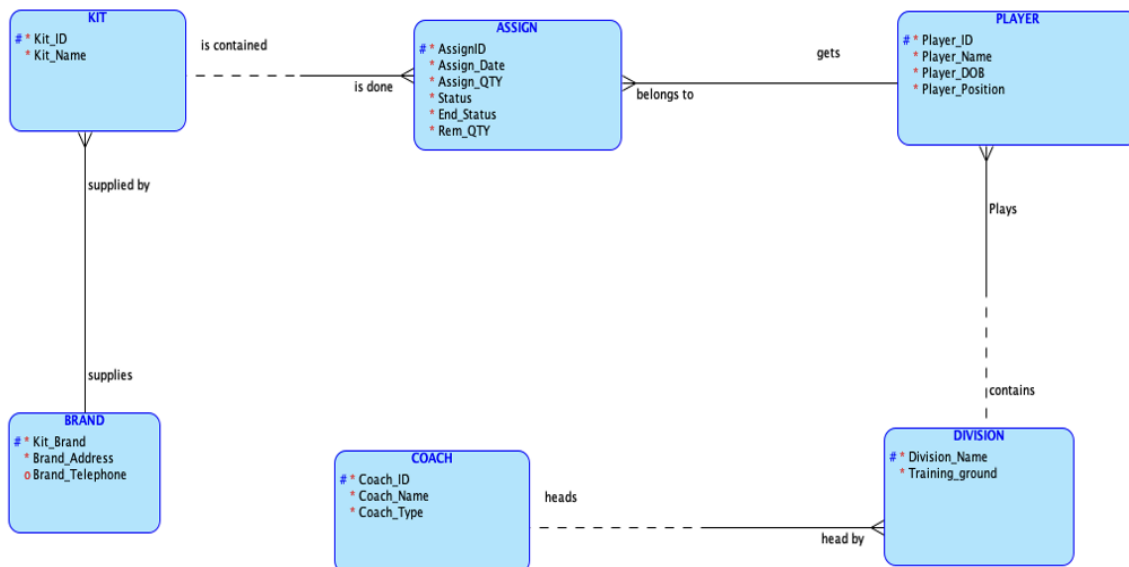 KIT
# * Kit_ID
* Kit_Name
is contained
is done
ASSIGN
# * AssignID
* Assign_Date
* Assign_QTY
* Status
* End_Status
* Rem_QTY
gets
belongs to
PLAYER
# * Player_ID
* Player_Name
* Player_DOB
* Player_Position
supplied by
supplies
Plays
contains
BRAND
# * Kit_Brand
* Brand_Address
o Brand_Telephone
COACH
# * Coach_ID
* Coach_Name
* Coach_Type
heads
head by
DIVISION
# * Division_Name
* Training_ground